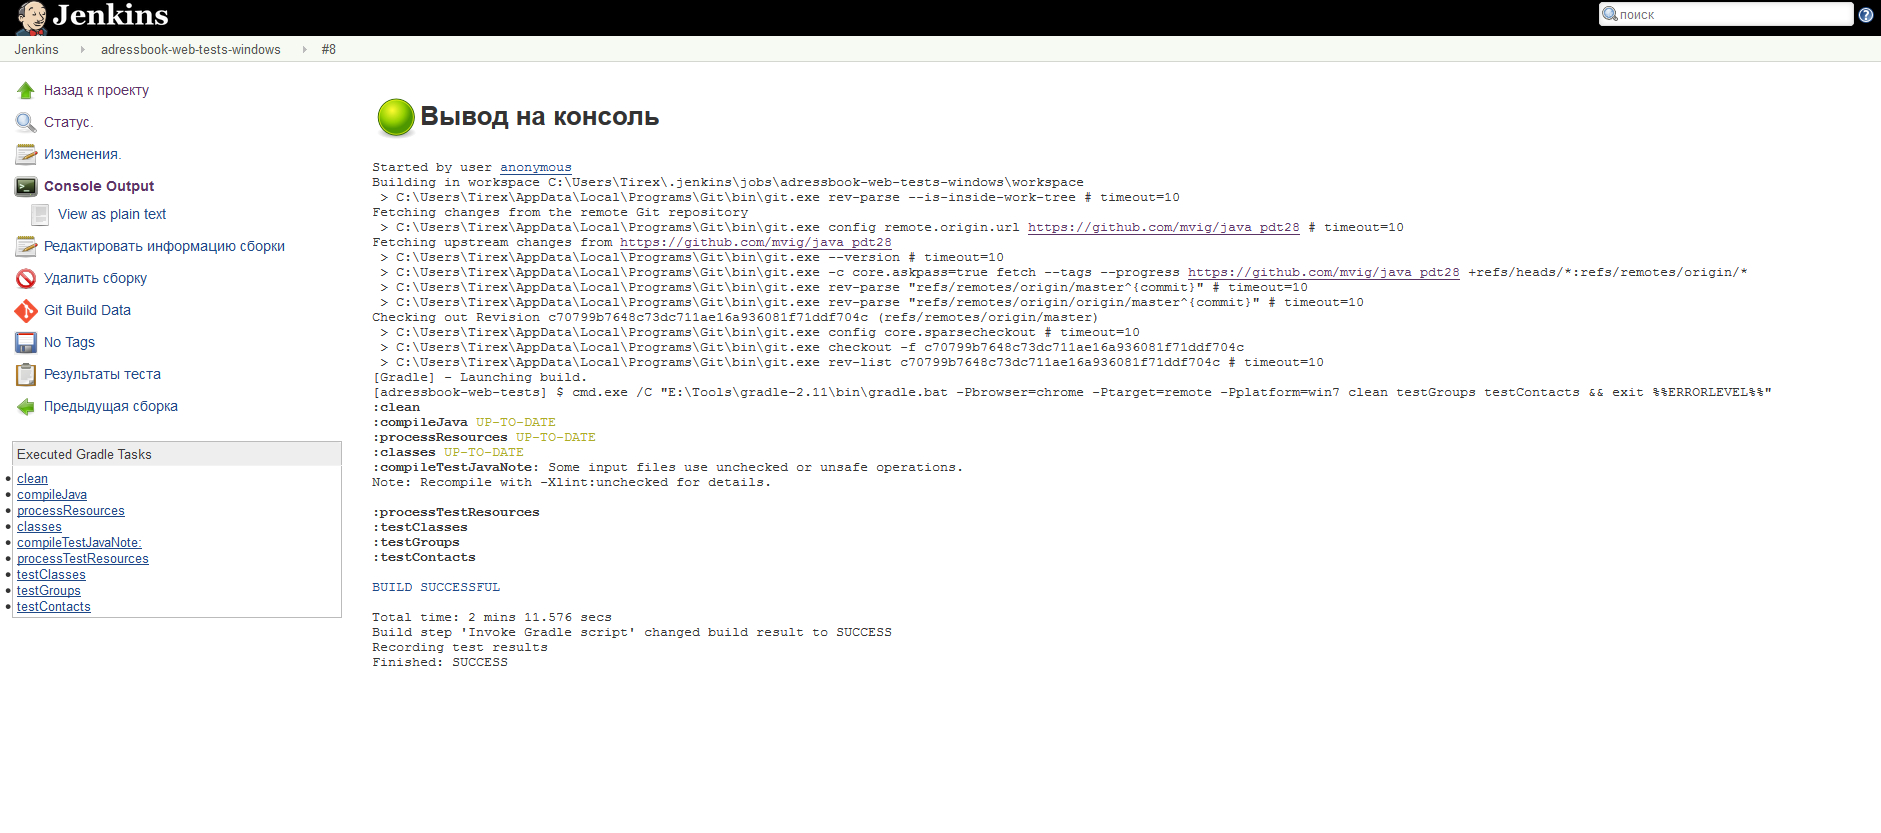 Jenkins
поиск
Jenkins adressbook-web-tests-windows #8
Назад к проекту
Статус.
Изменения.
Console Output
View as plain text
Редактировать информацию сборки
Удалить сборку
Git Build Data
No Tags
Результаты теста
Предыдущая сборка
Executed Gradle Tasks
clean
compileJava
processResources
classes
compileTestJavaNote:
processTestResources
testClasses
testGroups
testContacts
Вывод на консоль
Started by user anonymous
Building in workspace C:\Users\Tirex\.jenkins\jobs\adressbook-web-tests-windows\workspace
> C:\Users\Tirex\AppData\Local\Programs\Git\bin\git.exe rev-parse --is-inside-work-tree # timeout=10
Fetching changes from the remote Git repository
> C:\Users\Tirex\AppData\Local\Programs\Git\bin\git.exe config remote.origin.url https://github.com/mvig/java_pdt28 # timeout=10
Fetching upstream changes from https://github.com/mvig/java_pdt28
> C:\Users\Tirex\AppData\Local\Programs\Git\bin\git.exe --version # timeout=10
> C:\Users\Tirex\AppData\Local\Programs\Git\bin\git.exe -c core.askpass=true fetch --tags --progress https://github.com/mvig/java_pdt28 +refs/heads/*:refs/remotes/origin/*
> C:\Users\Tirex\AppData\Local\Programs\Git\bin\git.exe rev-parse "refs/remotes/origin/master^{commit}" # timeout=10
> C:\Users\Tirex\AppData\Local\Programs\Git\bin\git.exe rev-parse "refs/remotes/origin/origin/master^{commit}" # timeout=10
Checking out Revision c70799b7648c73dc711ae16a936081f71ddf704c (refs/remotes/origin/master)
> C:\Users\Tirex\AppData\Local\Programs\Git\bin\git.exe config core.sparsecheckout # timeout=10
> C:\Users\Tirex\AppData\Local\Programs\Git\bin\git.exe checkout -f c70799b7648c73dc711ae16a936081f71ddf704c
> C:\Users\Tirex\AppData\Local\Programs\Git\bin\git.exe rev-list c70799b7648c73dc711ae16a936081f71ddf704c # timeout=10
[Gradle] - Launching build.
[adressbook-web-tests] $ cmd.exe /C "E:\Tools\gradle-2.11\bin\gradle.bat -Pbrowser=chrome -Ptarget=remote -Pplatform=win7 clean testGroups testContacts && exit %%ERRORLEVEL%%"
:clean
:compileJava UP-TO-DATE
:processResources UP-TO-DATE
:classes UP-TO-DATE
:compileTestJavaNote: Some input files use unchecked or unsafe operations.
Note: Recompile with -Xlint:unchecked for details.
:processTestResources
:testClasses
:testGroups
:testContacts
BUILD SUCCESSFUL
Total time: 2 mins 11.576 secs
Build step 'Invoke Gradle script' changed build result to SUCCESS
Recording test results
Finished: SUCCESS